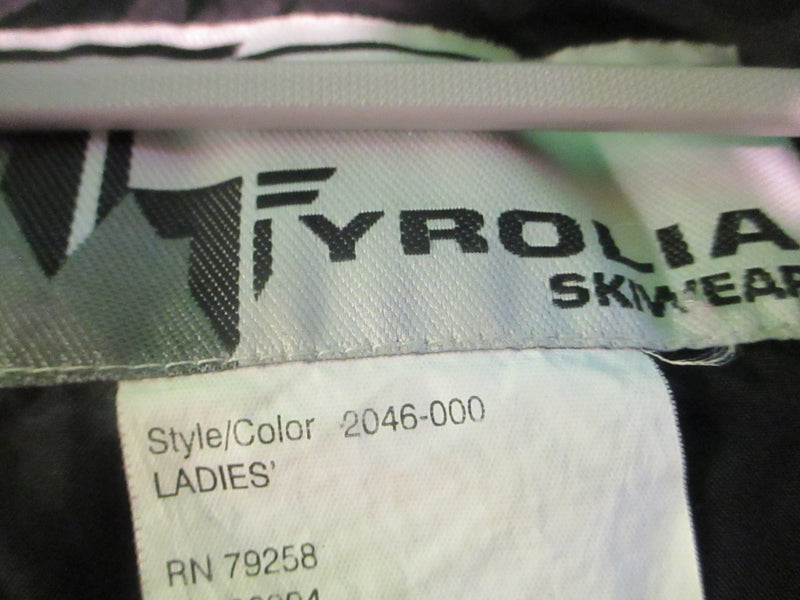 TYROLIA
SKIWEAR
Style/Color 2046-000
LADIES'
RN 79258